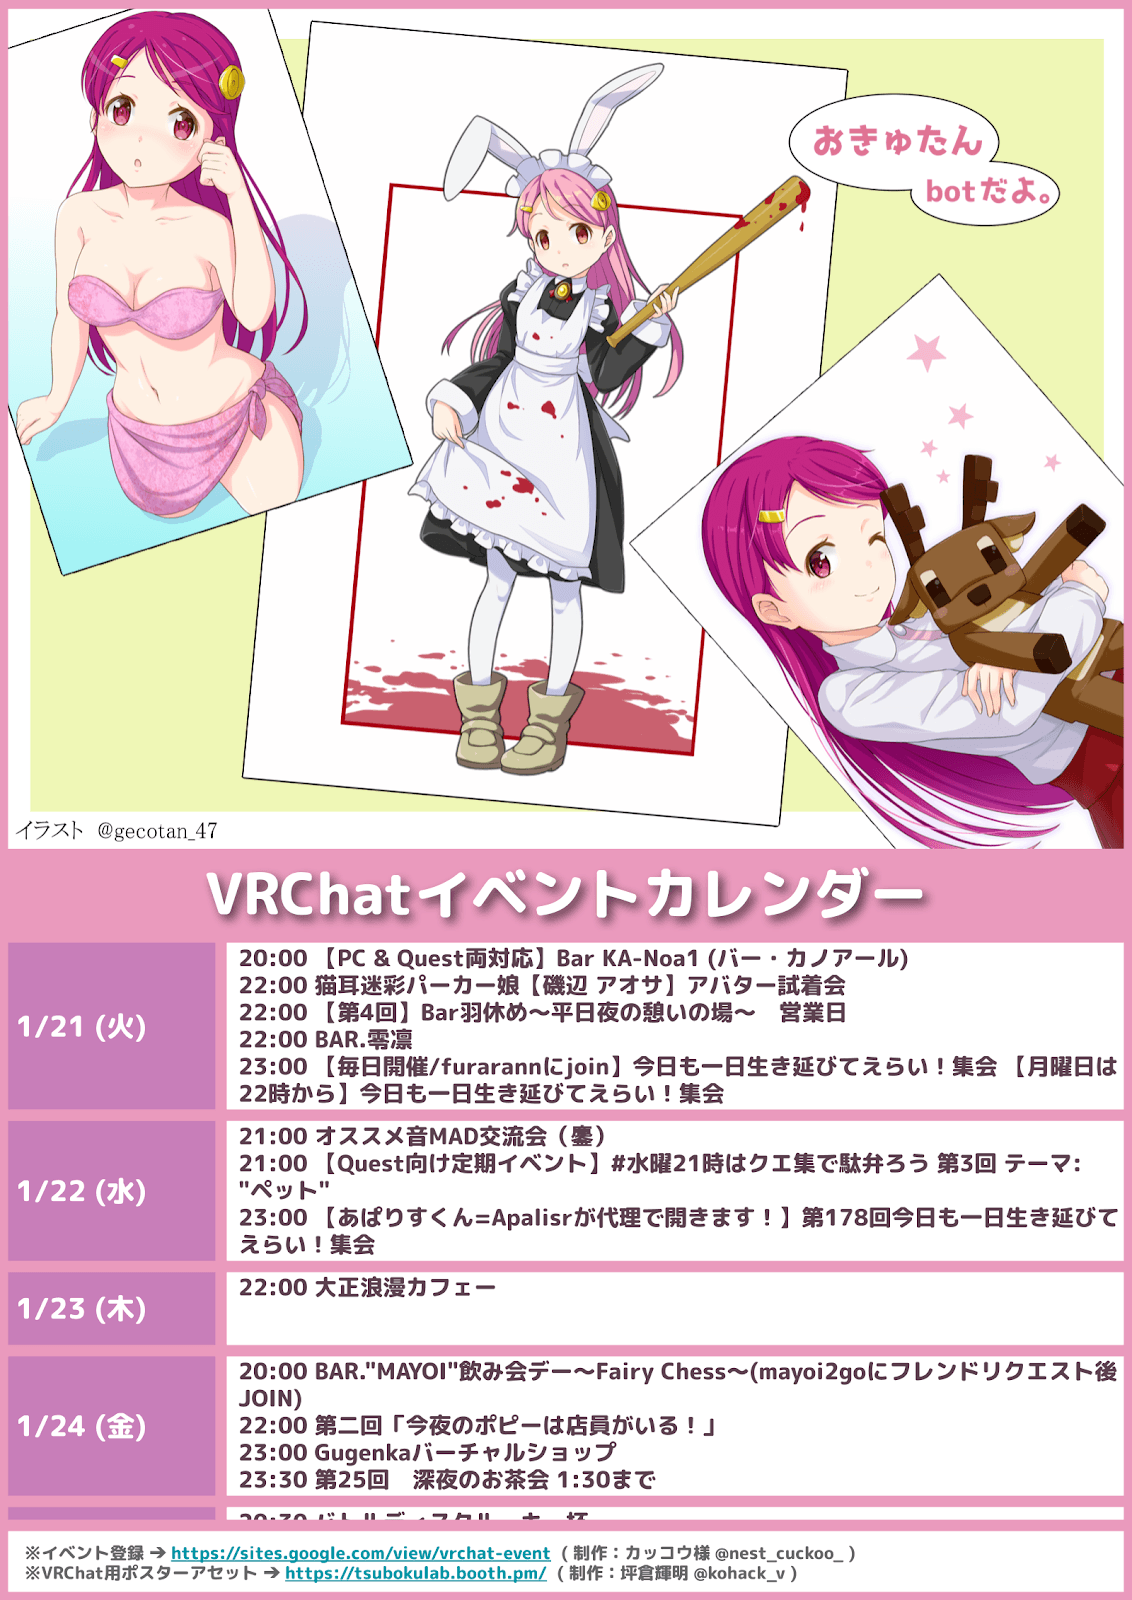 おきゅたん
botだよ。
イラスト @gecotan_47
VRChatイベントカレンダー
1/21 (火)
20:00 【PC & Quest両対応】Bar KA-Noa1 (バー・カノアール)
22:00 猫耳迷彩パーカー娘【磯辺 アオサ】アバター試着会
22:00 【第4回】Bar羽休め〜平日夜の憩いの場〜　営業日
22:00 BAR.零凛
23:00 【毎日開催/furarannにjoin】今日も一日生き延びてえらい！集会 【月曜日は
22時から】今日も一日生き延びてえらい！集会
1/22 (水)
21:00 オススメ音MAD交流会（鏖）
21:00 【Quest向け定期イベント】#水曜21時はクエ集で駄弁ろう 第3回 テーマ:
"ペット"
23:00 【あぱりすくん=Apalisrが代理で開きます！】第178回今日も一日生き延びて
えらい！集会
1/23 (木)
22:00 大正浪漫カフェー
1/24 (金)
20:00 BAR."MAYOI"飲み会デー〜Fairy Chess〜(mayoi2goにフレンドリクエスト後
JOIN)
22:00 第二回「今夜のポピーは店員がいる！」
23:00 Gugenkaバーチャルショップ
23:30 第25回　深夜のお茶会 1:30まで
※イベント登録 → https://sites.google.com/view/vrchat-event ( 制作：カッコウ様 @nest_cuckoo_ )
※VRChat用ポスターアセット → https://tsubokulab.booth.pm/ ( 制作：坪倉輝明 @kohack_v )